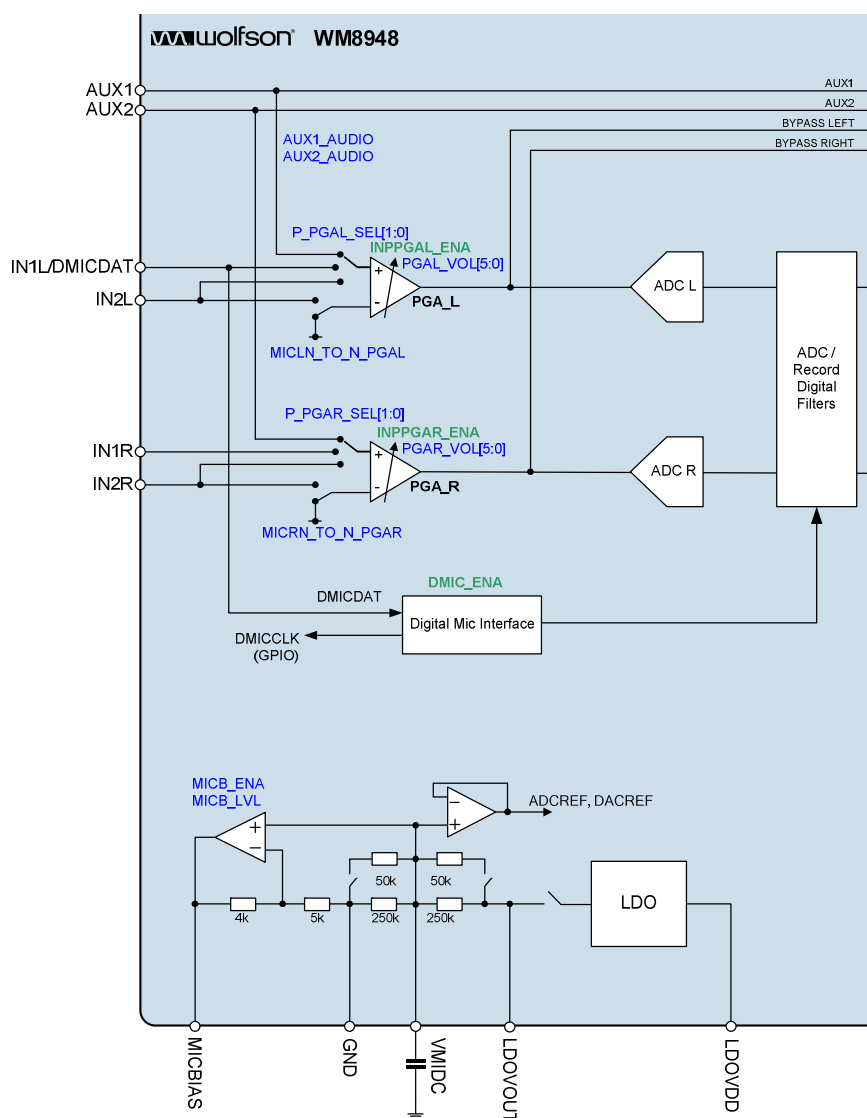 wolfson WM8948
AUX1
AUX2
AUX1
AUX2
BYPASS LEFT
BYPASS RIGHT
AUX1_AUDIO
AUX2_AUDIO
P_PGAL_SEL[1:0]
INPPGAL_ENA
PGAL_VOL[5:0]
IN1L/DMICDAT
IN2L
+
-
PGA_L
MICLN_TO_N_PGAL
ADC L
ADC /
Record
Digital
Filters
P_PGAR_SEL[1:0]
INPPGAR_ENA
PGAR_VOL[5:0]
IN1R
IN2R
+
-
PGA_R
MICRN_TO_N_PGAR
ADC R
DMIC_ENA
DMICDAT
Digital Mic Interface
DMICCLK
(GPIO)
MICB_ENA
MICB_LVL
+
−
−
+
ADCREF, DACREF
50k
50k
4k
5k
250k
250k
LDO
MICBIAS
GND
VMIDC
LDOVOUT
LDOVDD